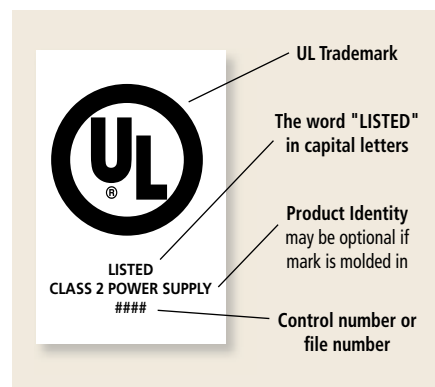 UL
®
LISTED
CLASS 2 POWER SUPPLY
####
UL Trademark
The word "LISTED"
in capital letters
Product Identity
may be optional if
mark is molded in
Control number or
file number